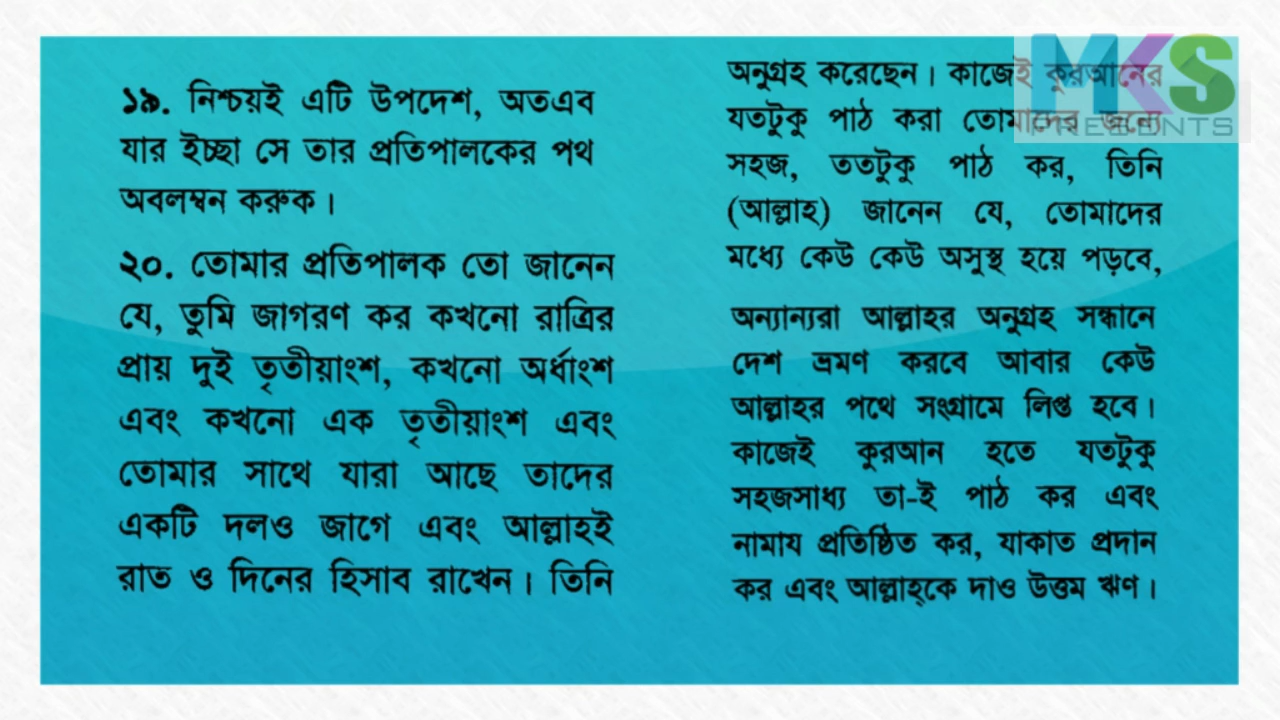 ১৯. নিশ্চয়ই এটি উপদেশ, অতএব
যার ইচ্ছা সে তার প্রতিপালকের পথ
অবলম্বন করুক।
২০. তোমার প্রতিপালক তো জানেন
যে, তুমি জাগরণ কর কখনো রাত্রির
প্রায় দুই তৃতীয়াংশ, কখনো অর্ধাংশ
এবং কখনো এক তৃতীয়াংশ এবং
তোমার সাথে যারা আছে তাদের
একটি দলও জাগে এবং আল্লাহই
রাত ও দিনের হিসাব রাখেন। তিনি
অনুগ্রহ করেছেন। কাজেই কুরআনের
যতটুকু পাঠ করা তোমাদের জন্যে
সহজ, ততটুকু পাঠ কর, তিনি
(আল্লাহ) জানেন যে, তোমাদের
মধ্যে কেউ কেউ অসুস্থ হয়ে পড়বে,
অন্যান্যরা আল্লাহর অনুগ্রহ সন্ধানে
দেশ ভ্রমণ করবে আবার কেউ
আল্লাহর পথে সংগ্রামে লিপ্ত হবে।
কাজেই কুরআন হতে যতটুকু
সহজসাধ্য তা-ই পাঠ কর এবং
নামায প্রতিষ্ঠিত কর, যাকাত প্রদান
কর এবং আল্লাহ্‌কে দাও উত্তম ঋণ।
MKS
PRESENTS